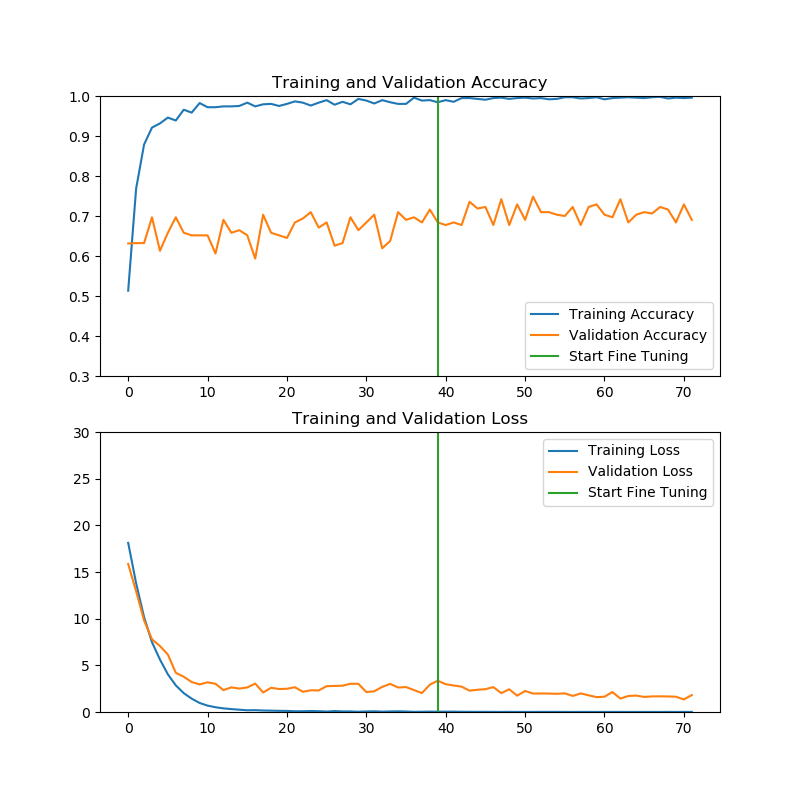 Training and Validation Accuracy
1.0
0.9
0.8
0.7
0.6
0.5
0.4
0.3
Training Accuracy
Validation Accuracy
Start Fine Tuning
0 10 20 30 40 50 60 70
Training and Validation Loss
30
25
20
15
10
5
0
Training Loss
Validation Loss
Start Fine Tuning
0 10 20 30 40 50 60 70